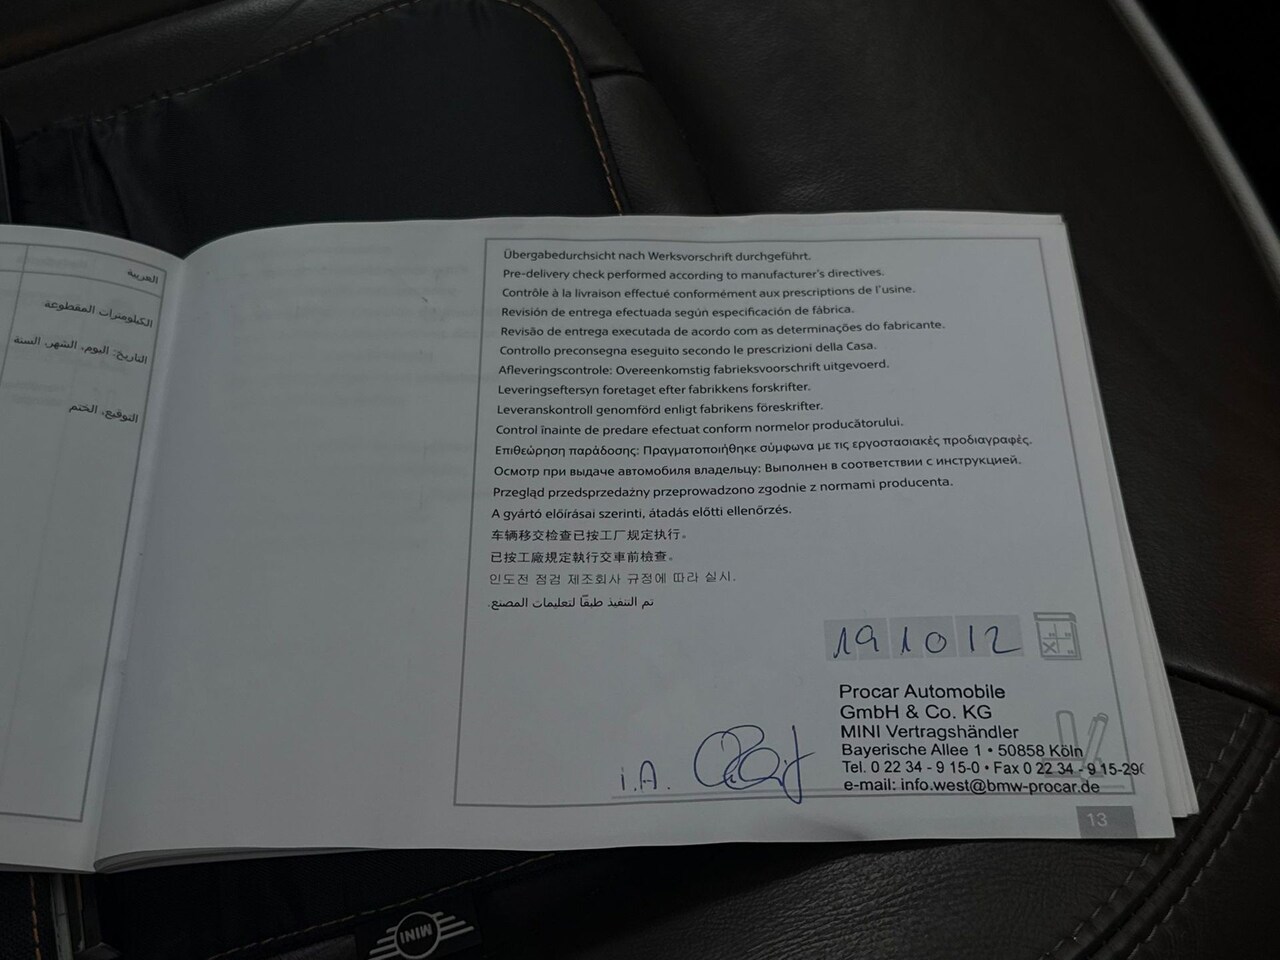 العربية
الكيلومترات المقطوعة
التاريخ: اليوم، الشهر، السنة
التوقيع، الختم
Übergabedurchsicht nach Werksvorschrift durchgeführt.
Pre-delivery check performed according to manufacturer's directives.
Contrôle à la livraison effectué conformément aux prescriptions de l'usine.
Revisión de entrega efectuada según especificación de fábrica.
Revisão de entrega executada de acordo com as determinações do fabricante.
Controllo preconsegna eseguito secondo le prescrizioni della Casa.
Afleveringscontrole: Overeenkomstig fabrieksvoorschrift uitgevoerd.
Leveringseftersyn foretaget efter fabrikkens forskrifter.
Leveranskontroll genomförd enligt fabrikens föreskrifter.
Control înainte de predare efectuat conform normelor producătorului.
Επιθεώρηση παράδοσης: Πραγματοποιήθηκε σύμφωνα με τις εργοστασιακές προδιαγραφές.
Осмотр при выдаче автомобиля владельцу: Выполнен в соответствии с инструкцией.
Przegląd przedsprzedażny przeprowadzono zgodnie z normami producenta.
A gyártó előírásai szerinti, átadás előtti ellenőrzés.
车辆移交检查已按工厂规定执行。
已按工廠規定執行交車前檢查。
인도전 점검 제조회사 규정에 따라 실시.
تم التنفيذ طبقًا لتعليمات المصنع.
19 10 12
Procar Automobile
GmbH & Co. KG
MINI Vertragshändler
Bayerische Allee 1 • 50858 Köln
Tel. 0 22 34 - 9 15-0 • Fax 0 22 34 - 9 15-290
e-mail: info.west@bmw-procar.de
i.A.
13
MINI